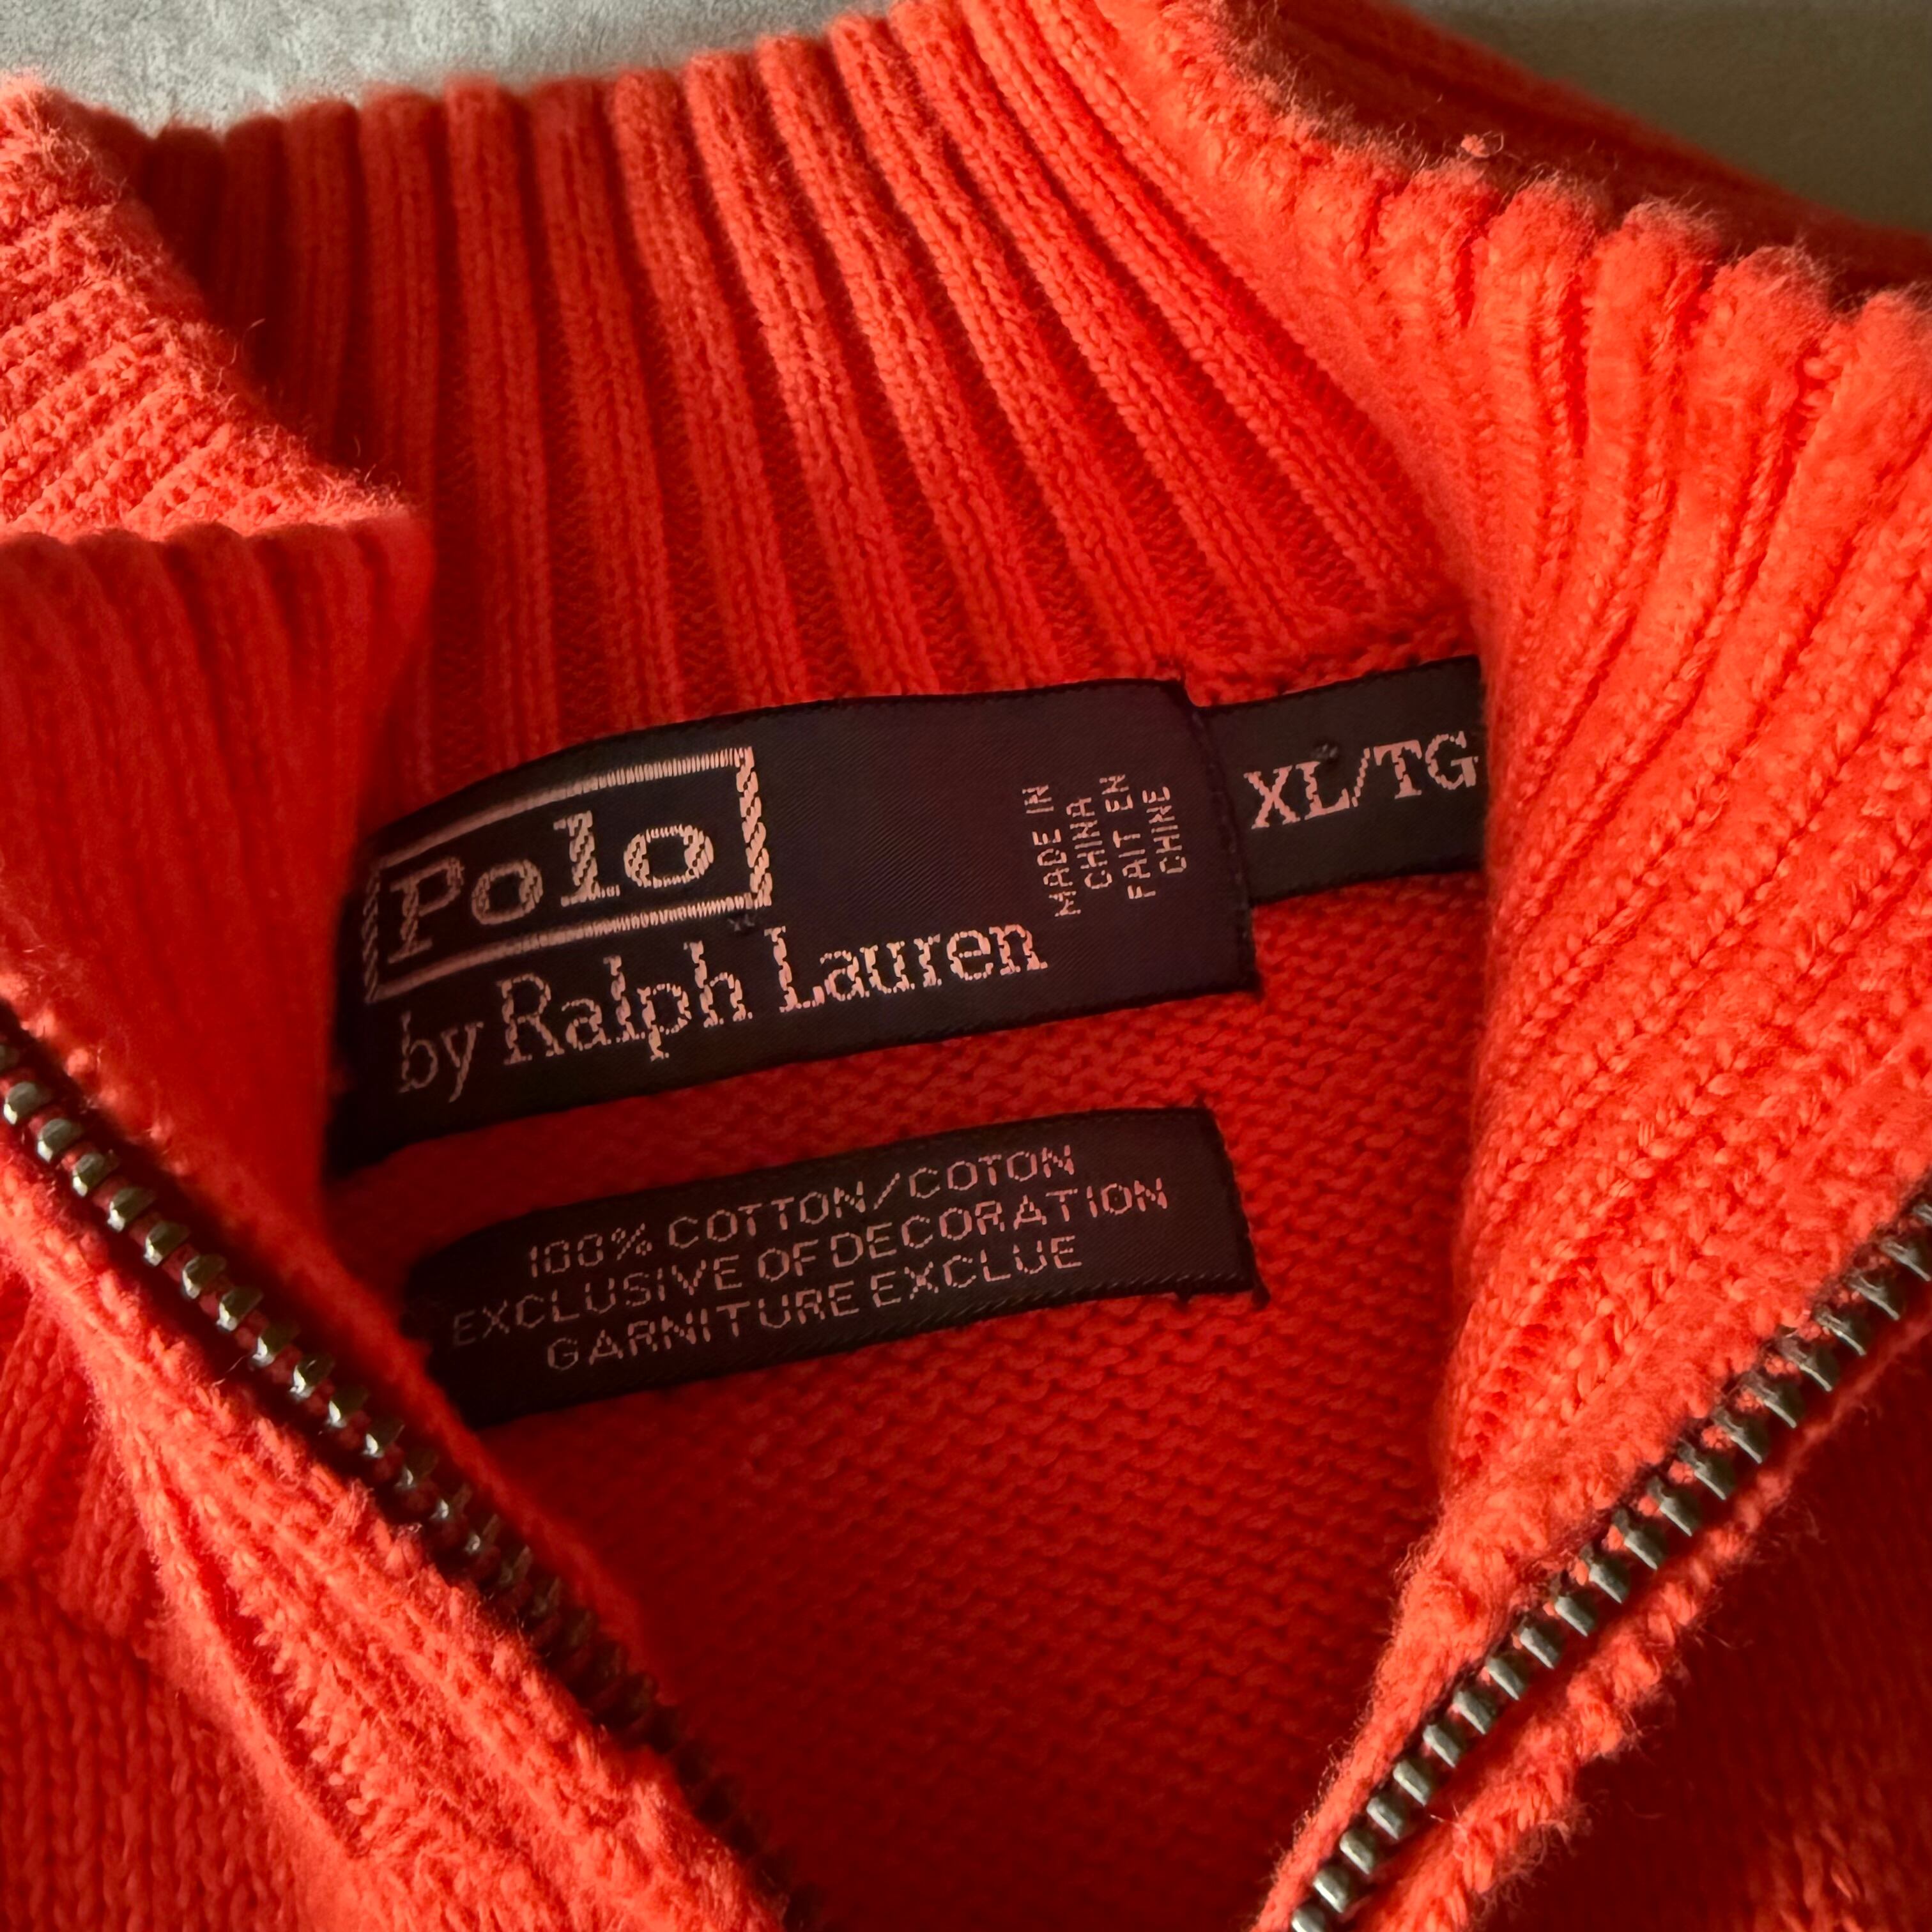 Polo
by Ralph Lauren
MADE IN
CHINA
FAIT EN
CHINE
XL/TG
100% COTTON/COTON
EXCLUSIVE OF DECORATION
GARNITURE EXCLUE